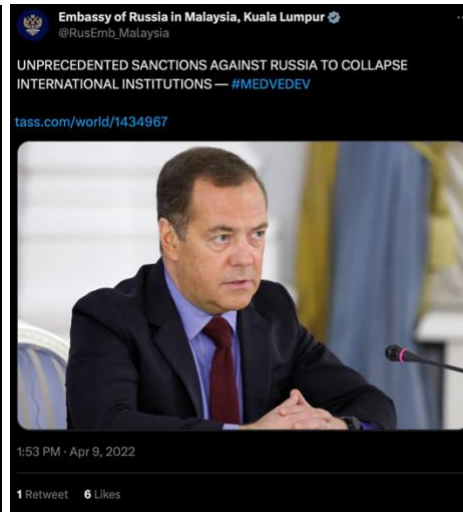 Embassy of Russia in Malaysia, Kuala Lumpur
@RusEmb_Malaysia
UNPRECEDENTED SANCTIONS AGAINST RUSSIA TO COLLAPSE
INTERNATIONAL INSTITUTIONS — #MEDVEDEV
tass.com/world/1434967
1:53 PM · Apr 9, 2022
1 Retweet 6 Likes